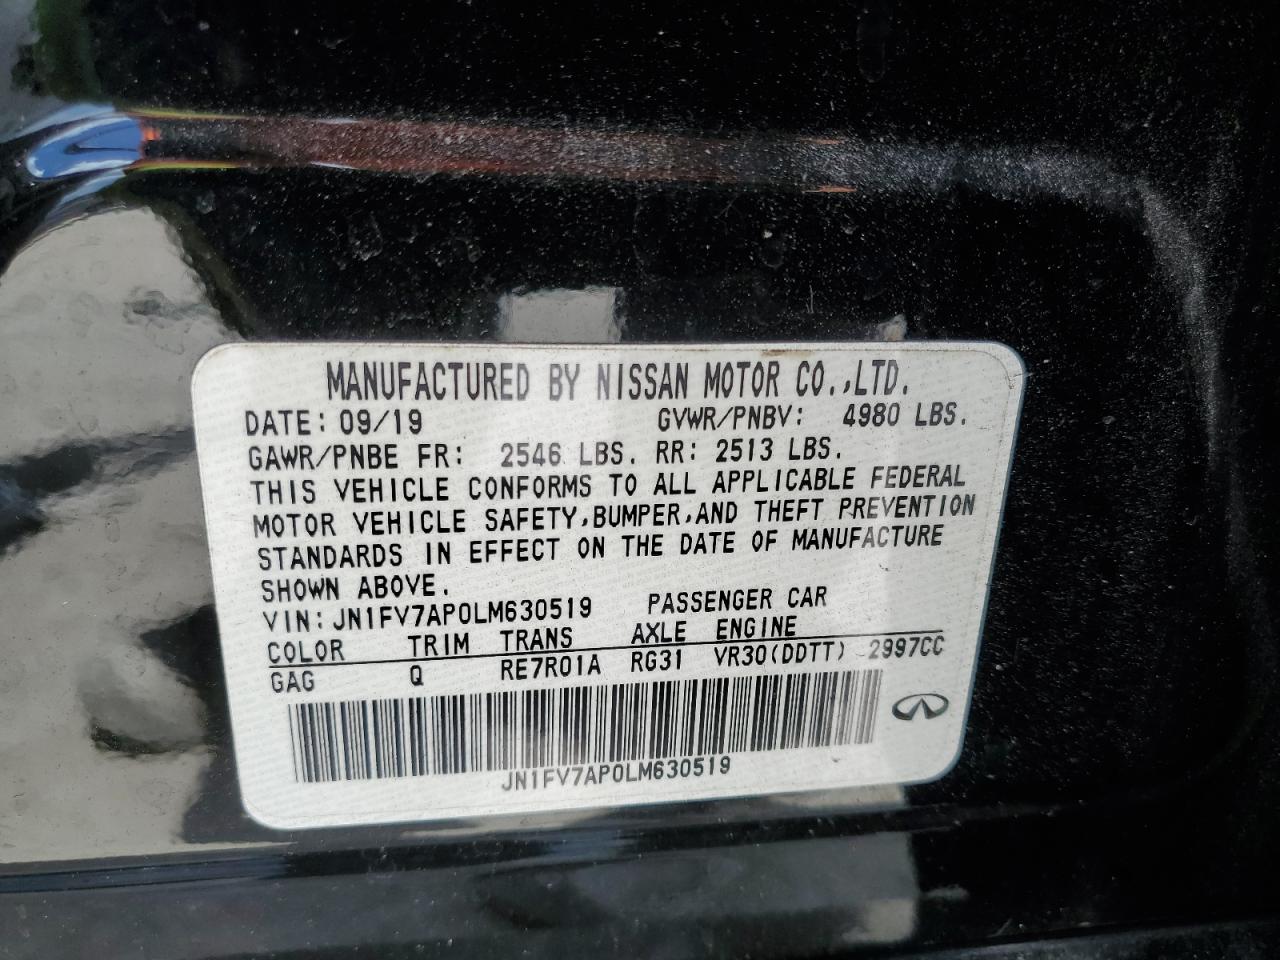 MANUFACTURED BY NISSAN MOTOR CO.,LTD.
DATE: 09/19 GVWR/PNBV: 4980 LBS.
GAWR/PNBE FR: 2546 LBS. RR: 2513 LBS.
THIS VEHICLE CONFORMS TO ALL APPLICABLE FEDERAL
MOTOR VEHICLE SAFETY,BUMPER,AND THEFT PREVENTION
STANDARDS IN EFFECT ON THE DATE OF MANUFACTURE
SHOWN ABOVE.
VIN:JN1FV7AP0LM630519 PASSENGER CAR
COLOR TRIM TRANS AXLE ENGINE
GAG Q RE7R01A RG31 VR30(DDTT) 2997CC
JN1FV7AP0LM630519